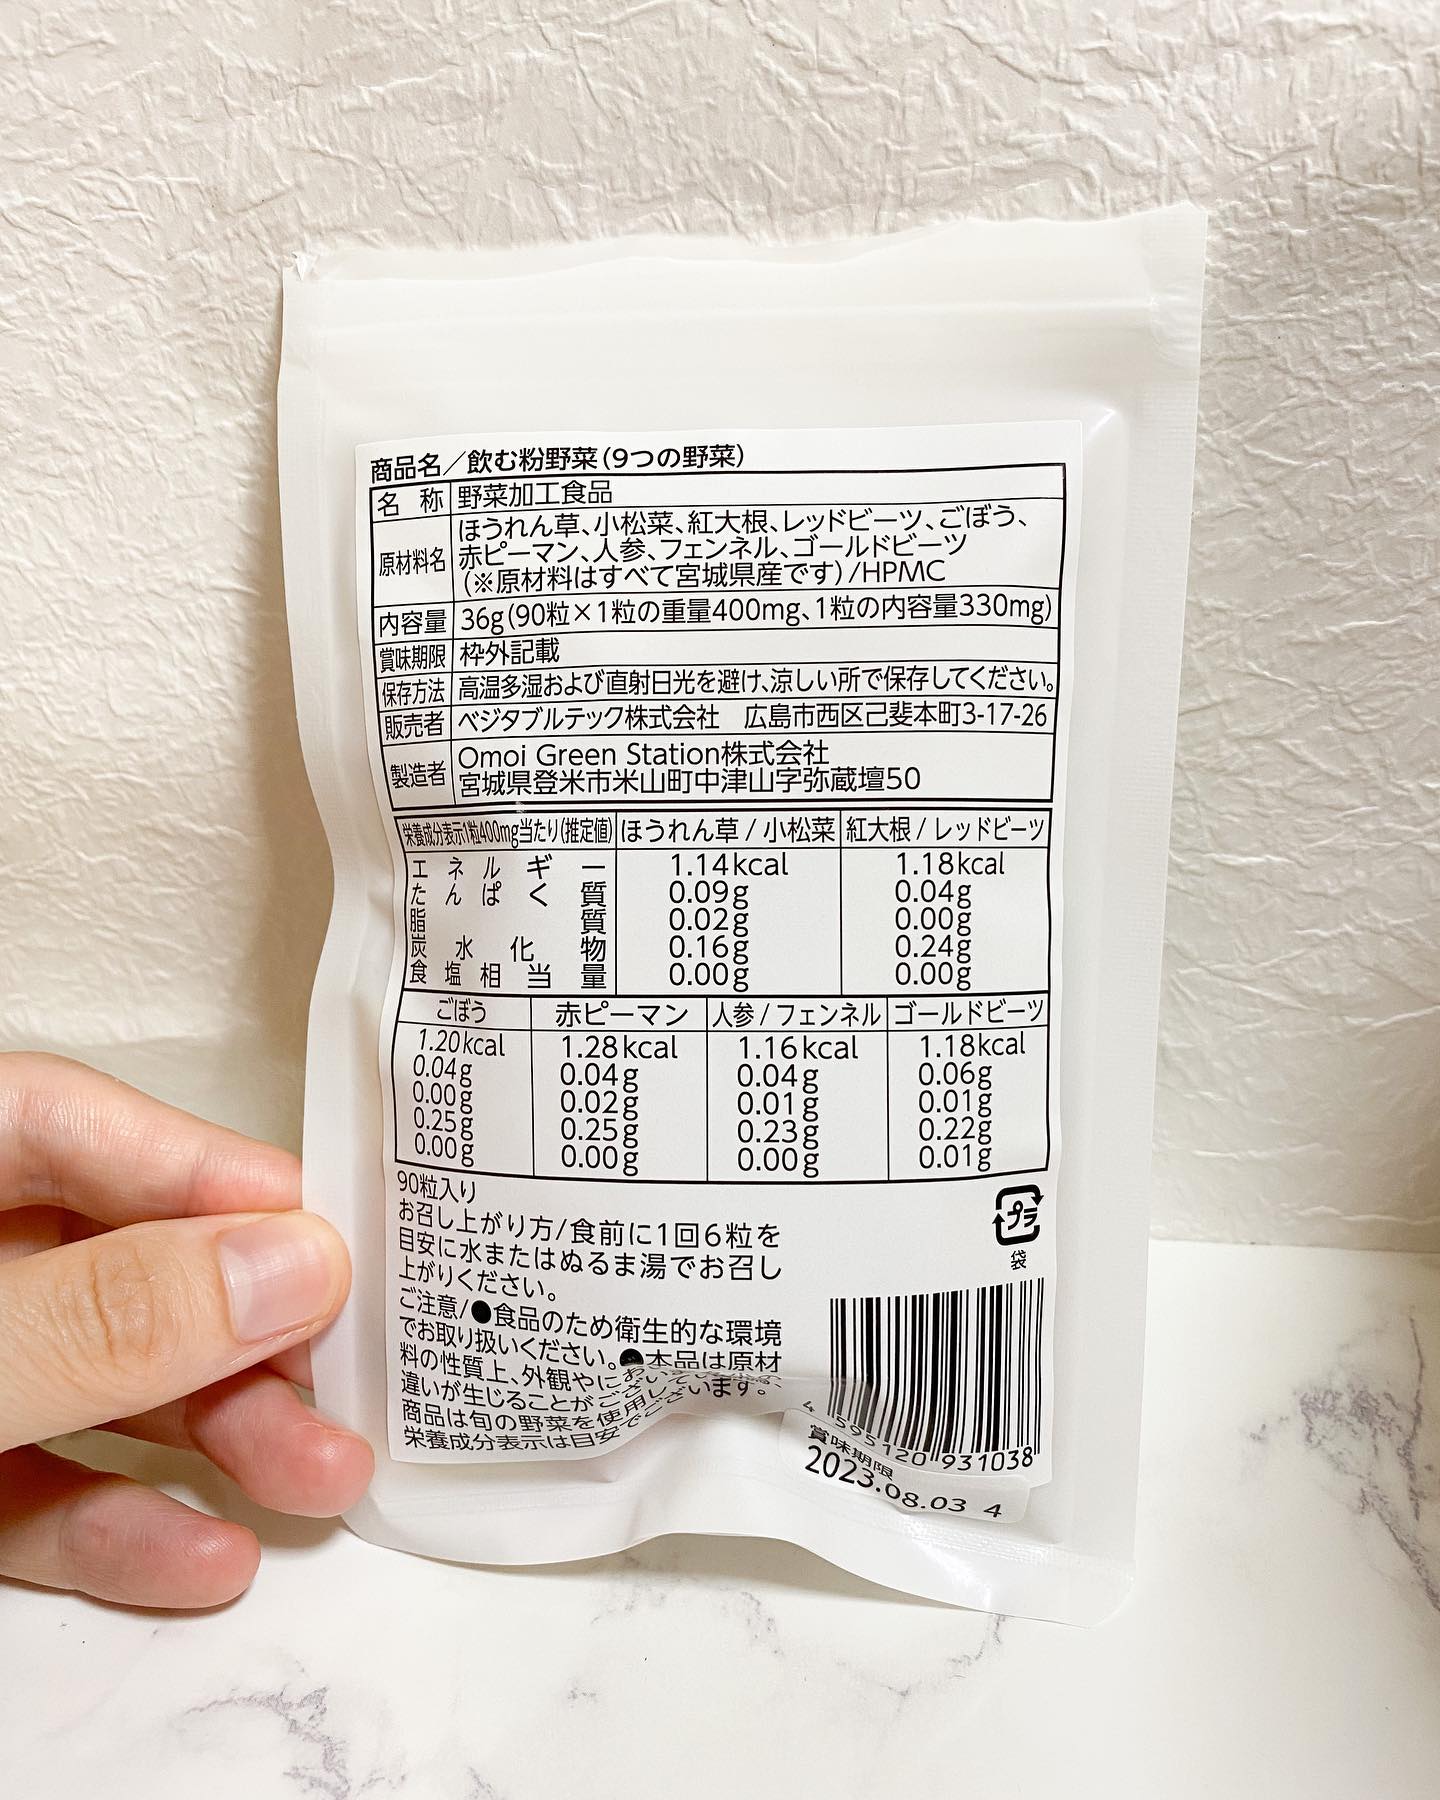 商品名／飲む粉野菜(9つの野菜)
名称 野菜加工食品
原材料名 ほうれん草、小松菜、紅大根、レッドビーツ、ごぼう、
赤ピーマン、人参、フェンネル、ゴールドビーツ
(※原材料はすべて宮城県産です)/HPMC
内容量 36g(90粒×1粒の重量400mg、1粒の内容量330mg)
賞味期限 枠外記載
保存方法 高温多湿および直射日光を避け、涼しい所で保存してください。
販売者 ベジタブルテック株式会社 広島市西区己斐本町3-17-26
製造者 Omoi Green Station株式会社
宮城県登米市米山町中津山字弥蔵壇50
栄養成分表示1粒400mg当たり(推定値) ほうれん草/小松菜 紅大根/レッドビーツ
エネルギー 1.14kcal 1.18kcal
たんぱく質 0.09g 0.04g
脂質 0.02g 0.00g
炭水化物 0.16g 0.24g
食塩相当量 0.00g 0.00g
ごぼう 赤ピーマン 人参/フェンネル ゴールドビーツ
1.20kcal 1.28kcal 1.16kcal 1.18kcal
0.04g 0.04g 0.04g 0.06g
0.00g 0.02g 0.01g 0.01g
0.25g 0.25g 0.23g 0.22g
0.00g 0.00g 0.00g 0.01g
90粒入り
お召し上がり方/食前に1回6粒を
目安に水またはぬるま湯でお召し
上がりください。
ご注意/●食品のため衛生的な環境
でお取り扱いください。●本品は原材
料の性質上、外観やにおい
違いが生じることがございます。
商品は旬の野菜を使用し
栄養成分表示は目安でご
プラ
袋
4 595120 931038
賞味期限
2023.08.03 4